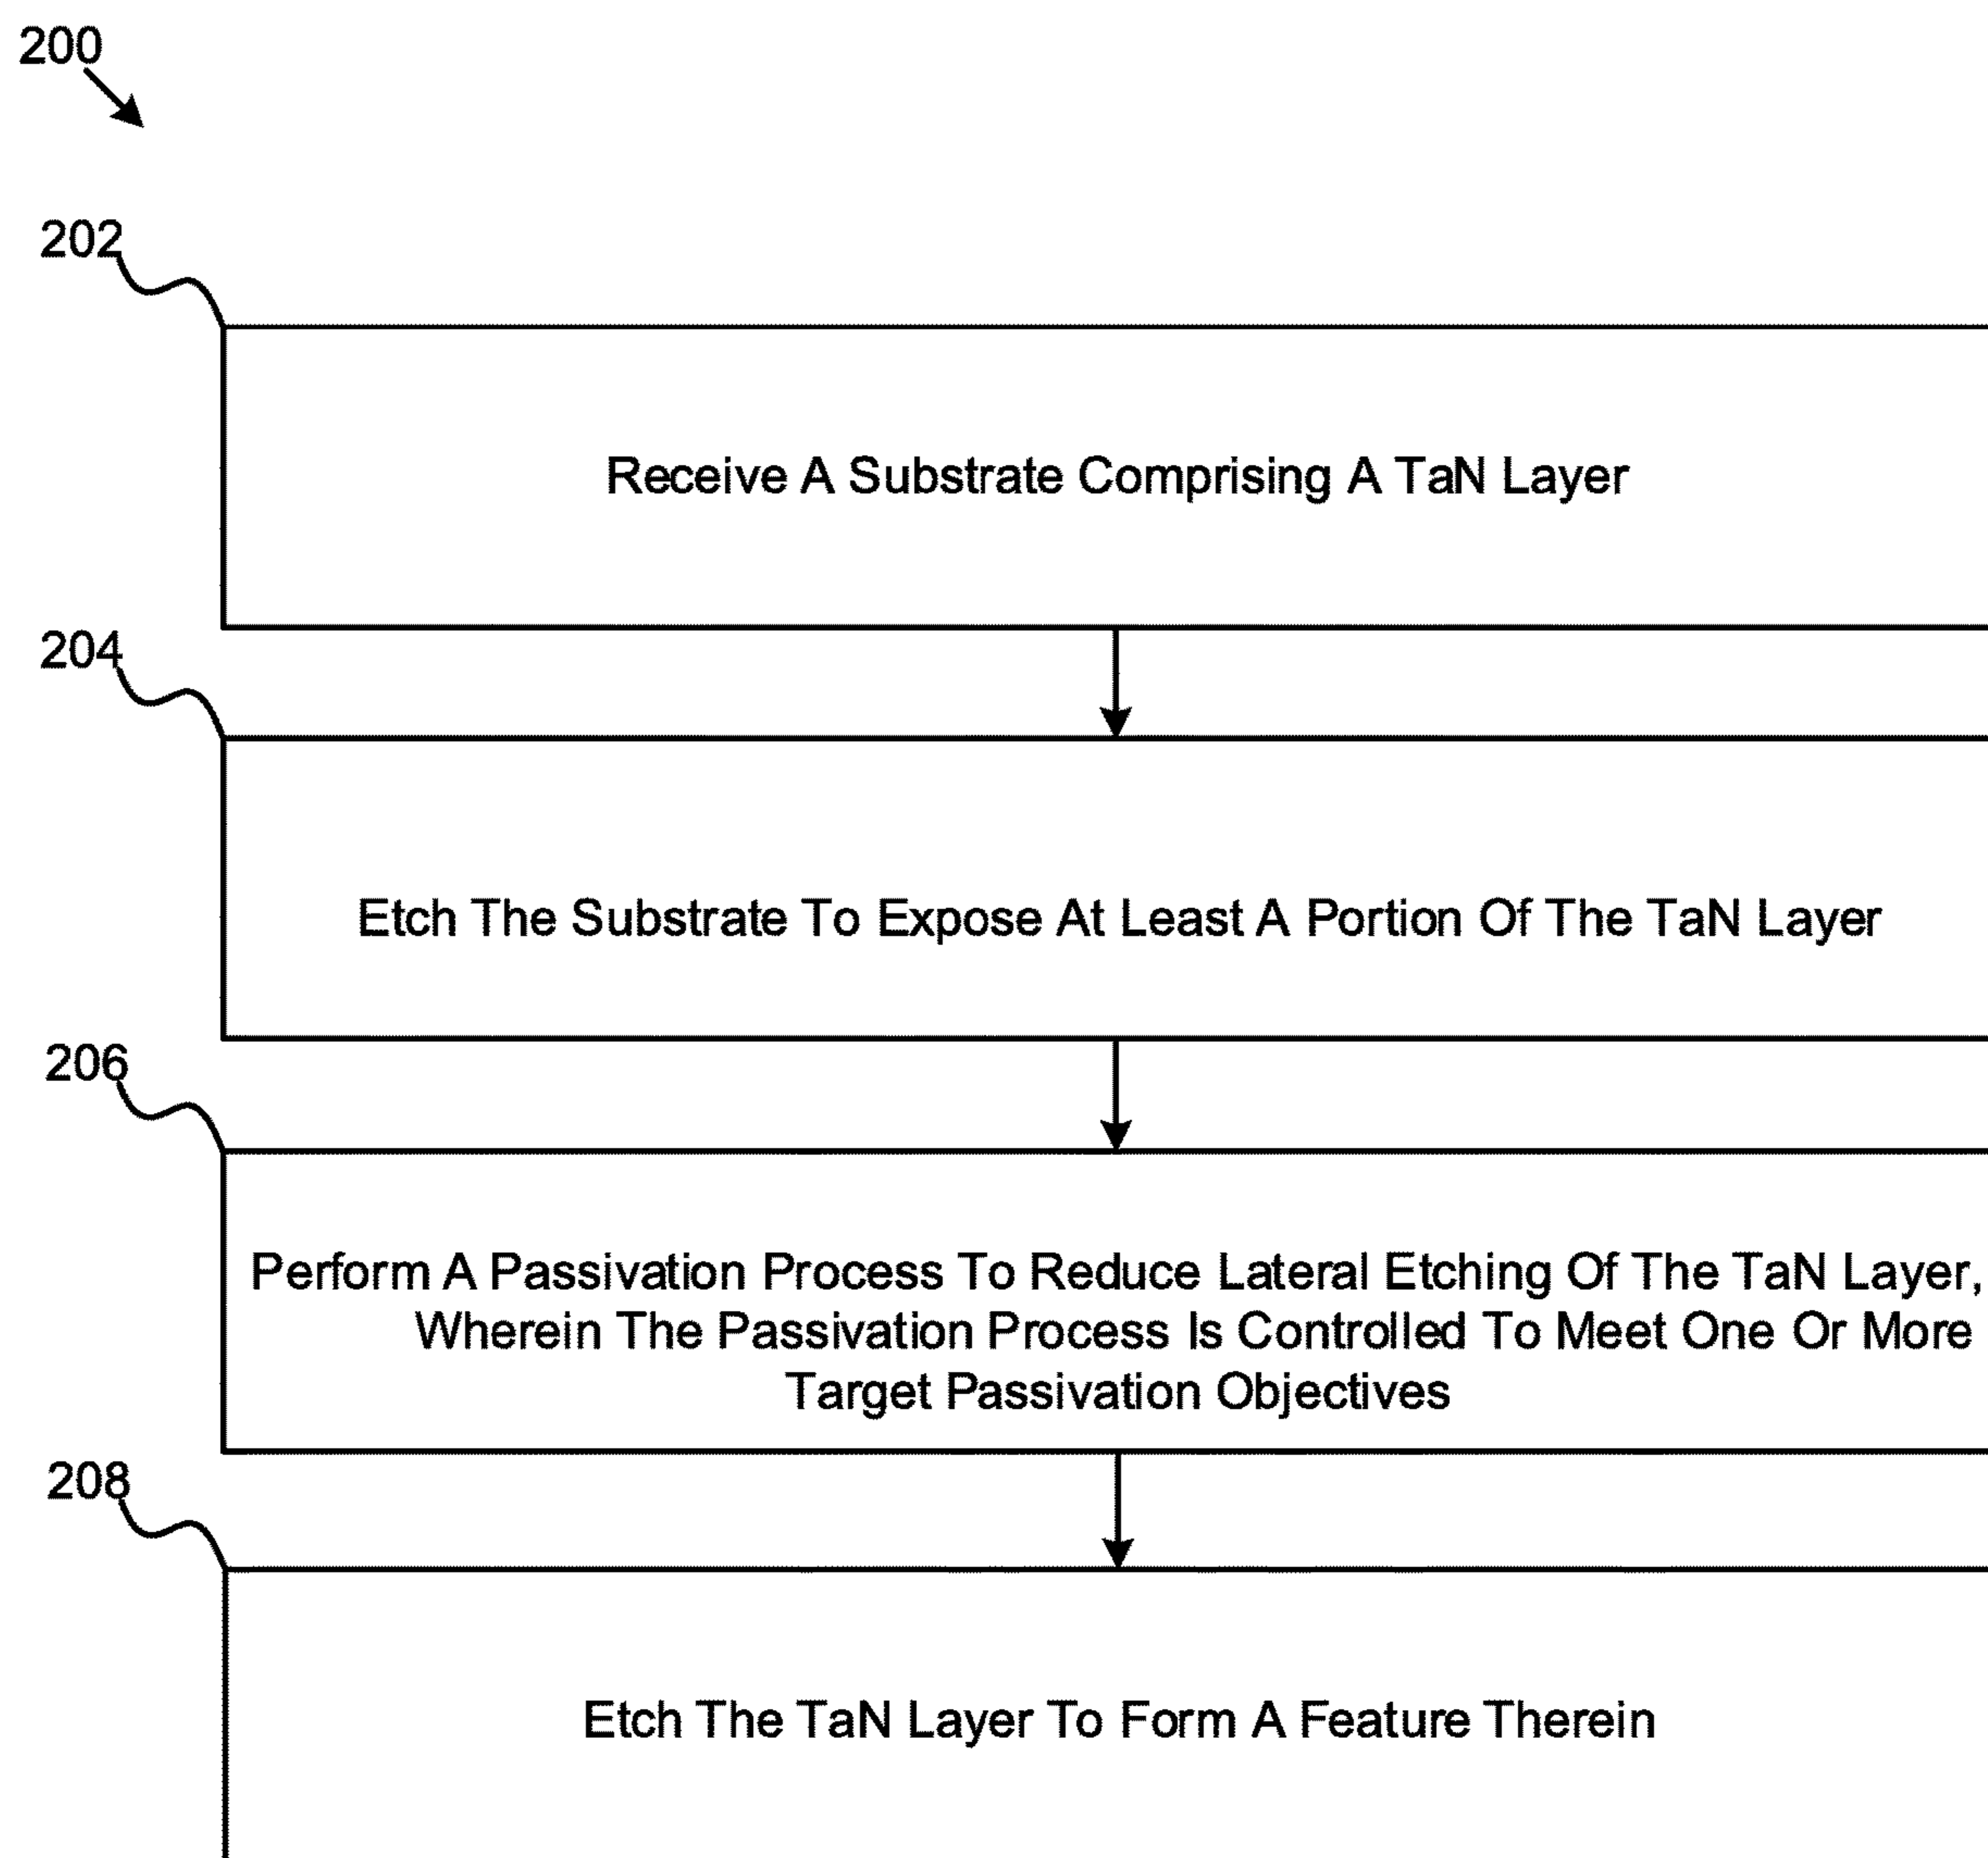 200
202
Receive A Substrate Comprising A TaN Layer
204
Etch The Substrate To Expose At Least A Portion Of The TaN Layer
206
Perform A Passivation Process To Reduce Lateral Etching Of The TaN Layer,
Wherein The Passivation Process Is Controlled To Meet One Or More
Target Passivation Objectives
208
Etch The TaN Layer To Form A Feature Therein